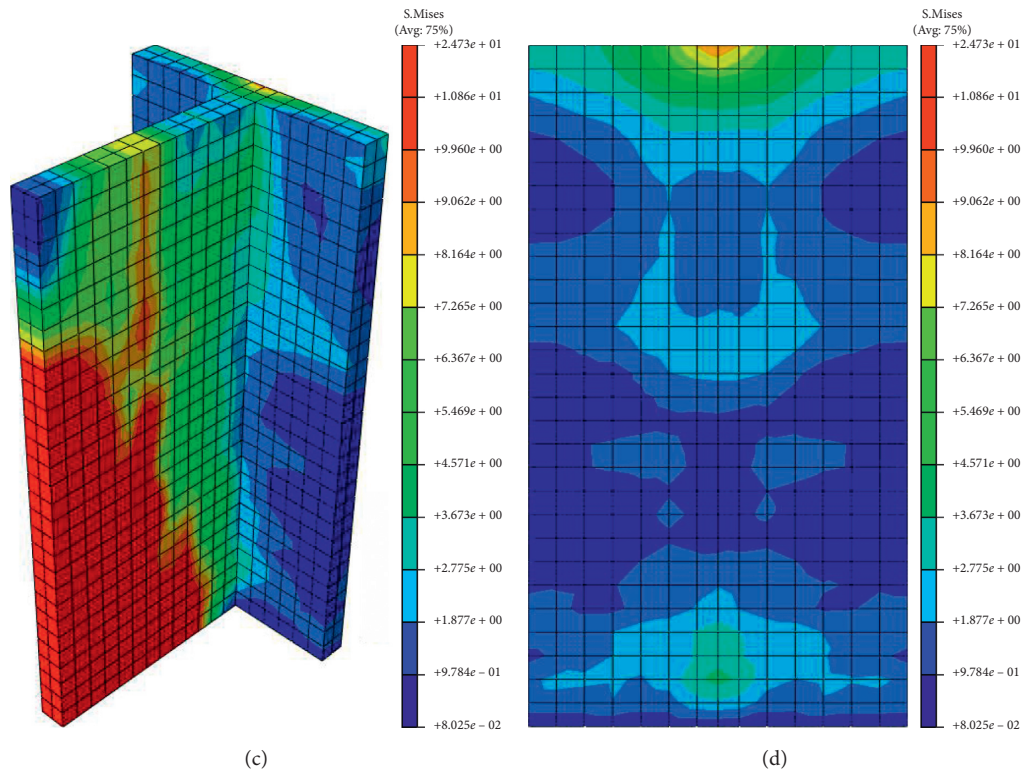 S.Mises
(Avg: 75%)
+2.473e + 01
+1.086e + 01
+9.960e + 00
+9.062e + 00
+8.164e + 00
+7.265e + 00
+6.367e + 00
+5.469e + 00
+4.571e + 00
+3.673e + 00
+2.775e + 00
+1.877e + 00
+9.784e – 01
+8.025e – 02
(c)
S.Mises
(Avg: 75%)
+2.473e + 01
+1.086e + 01
+9.960e + 00
+9.062e + 00
+8.164e + 00
+7.265e + 00
+6.367e + 00
+5.469e + 00
+4.571e + 00
+3.673e + 00
+2.775e + 00
+1.877e + 00
+9.784e – 01
+8.025e – 02
(d)